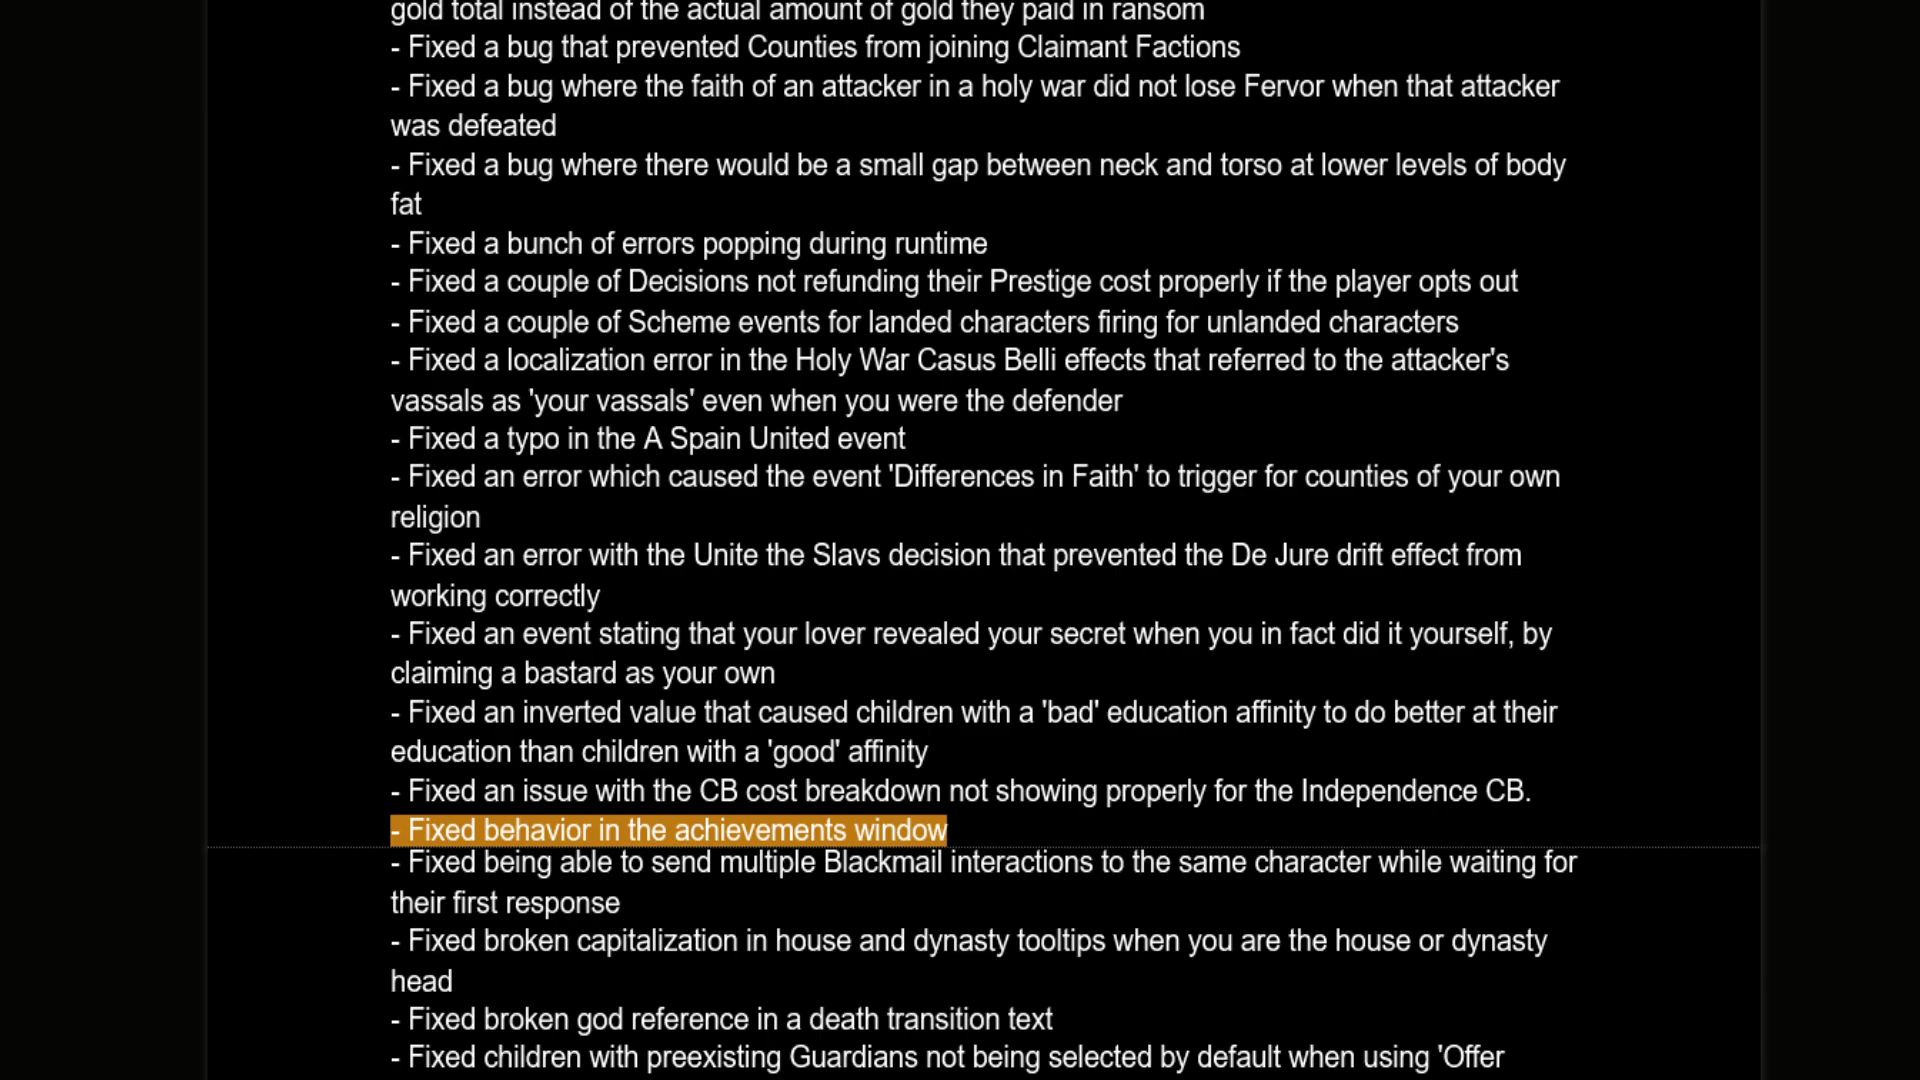 gold total instead of the actual amount of gold they paid in ransom
- Fixed a bug that prevented Counties from joining Claimant Factions
- Fixed a bug where the faith of an attacker in a holy war did not lose Fervor when that attacker
was defeated
- Fixed a bug where there would be a small gap between neck and torso at lower levels of body
fat
- Fixed a bunch of errors popping during runtime
- Fixed a couple of Decisions not refunding their Prestige cost properly if the player opts out
- Fixed a couple of Scheme events for landed characters firing for unlanded characters
- Fixed a localization error in the Holy War Casus Belli effects that referred to the attacker's
vassals as 'your vassals' even when you were the defender
- Fixed a typo in the A Spain United event
- Fixed an error which caused the event 'Differences in Faith' to trigger for counties of your own
religion
- Fixed an error with the Unite the Slavs decision that prevented the De Jure drift effect from
working correctly
- Fixed an event stating that your lover revealed your secret when you in fact did it yourself, by
claiming a bastard as your own
- Fixed an inverted value that caused children with a 'bad' education affinity to do better at their
education than children with a 'good' affinity
- Fixed an issue with the CB cost breakdown not showing properly for the Independence CB.
- Fixed behavior in the achievements window
- Fixed being able to send multiple Blackmail interactions to the same character while waiting for
their first response
- Fixed broken capitalization in house and dynasty tooltips when you are the house or dynasty
head
- Fixed broken god reference in a death transition text
- Fixed children with preexisting Guardians not being selected by default when using 'Offer